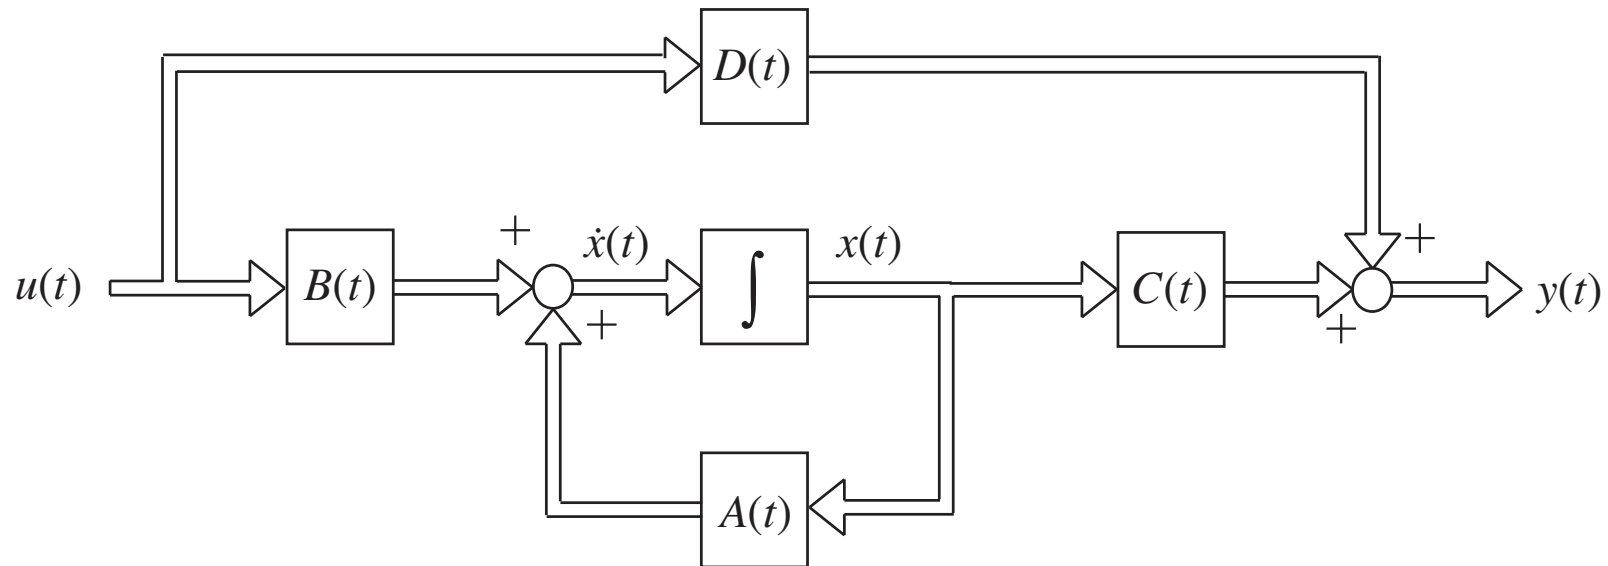 D(t)
+ ẋ(t) x(t) +
u(t) B(t) ∫ C(t) y(t)
+ +
A(t)